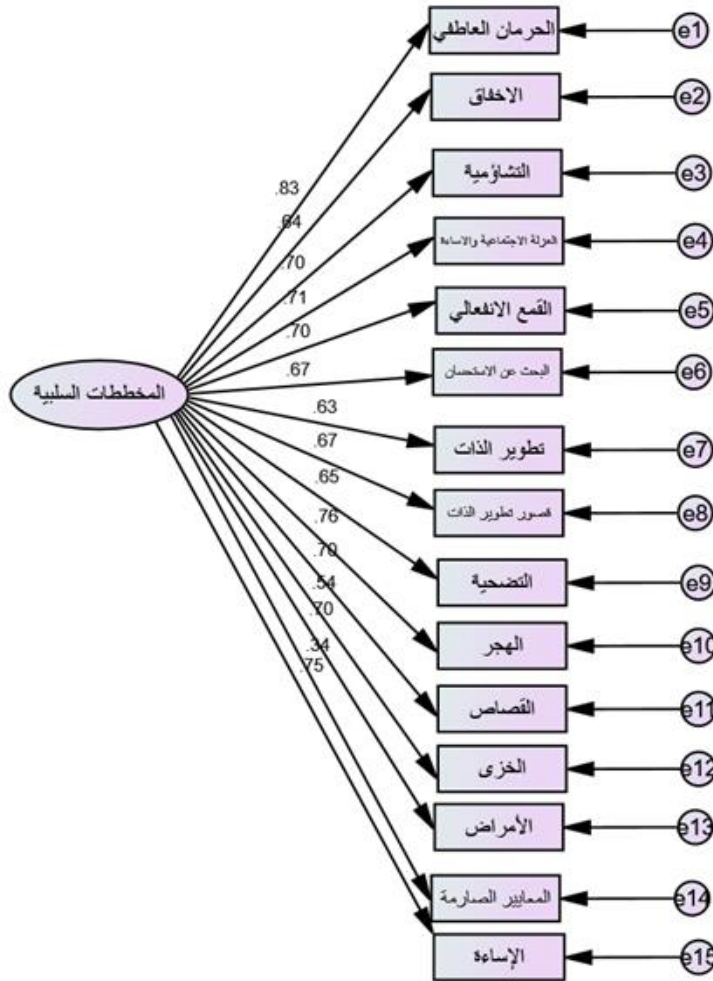 الحرمان العاطفي
e1
الاخفاق
e2
التشاؤمية
e3
.83
العزلة الاجتماعية والاساءة
e4
.64
.70
القمع الانفعالي
e5
.71
.70
البحث عن الاستحسان
e6
.67
المخططات السلبية
.63
تطوير الذات
e7
.67
.65
قصور تطوير الذات
e8
.76
.70
التضحية
e9
.54
.70
الهجر
e10
.34
.75
القصاص
e11
الخزى
e12
الأمراض
e13
المعايير الصارمة
e14
الإساءة
e15